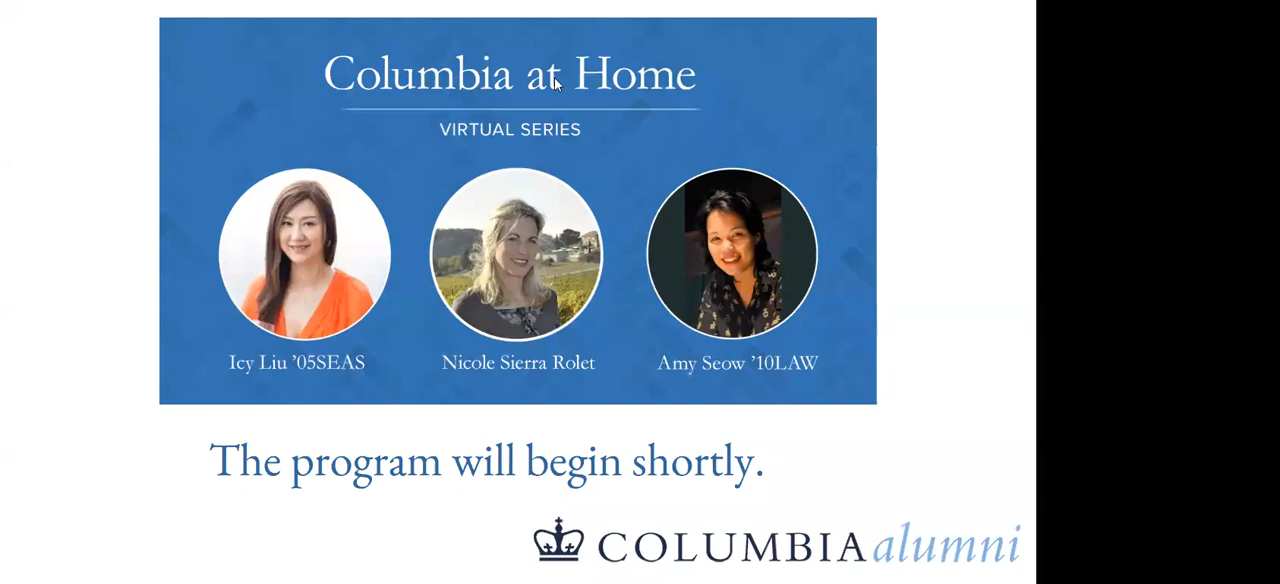 Columbia at Home
VIRTUAL SERIES
Icy Liu ’05SEAS
Nicole Sierra Rolet
Amy Seow ’10LAW
The program will begin shortly.
COLUMBIA alumni